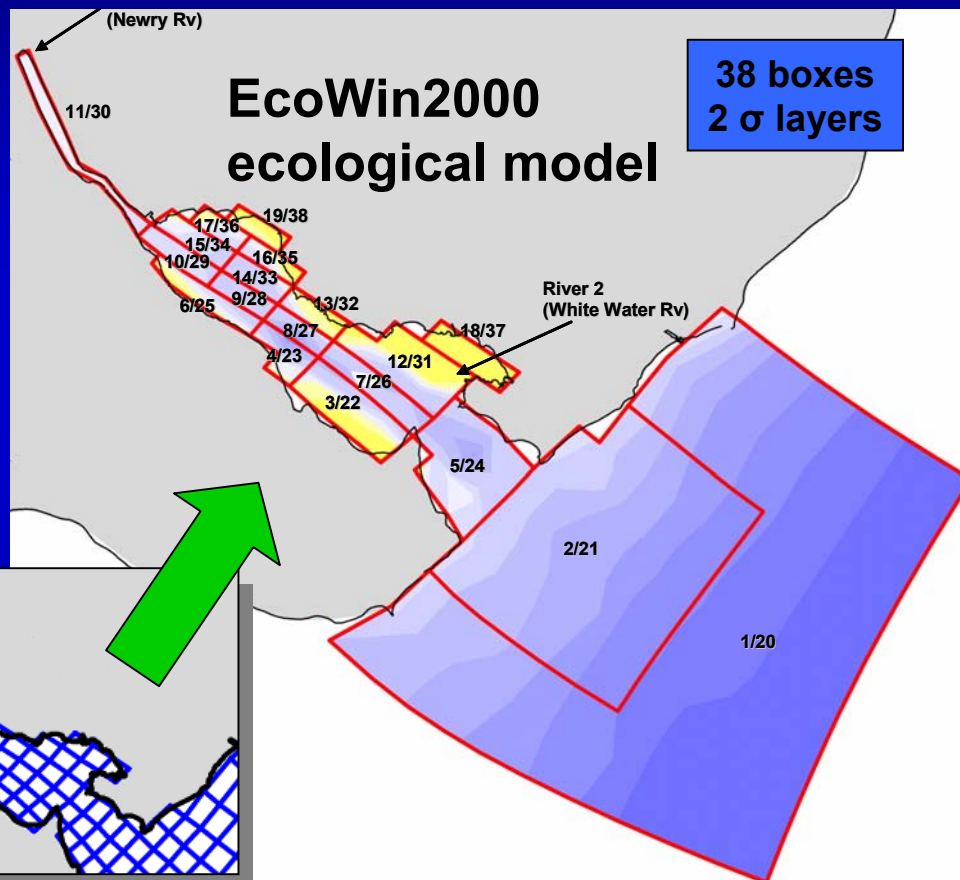 (Newry Rv)
EcoWin2000
ecological model
38 boxes
2 σ layers
11/30
19/38
17/36
15/34
16/35
10/29
14/33
9/28
6/25
13/32
River 2
(White Water Rv)
8/27
18/37
4/23
12/31
7/26
3/22
5/24
2/21
1/20